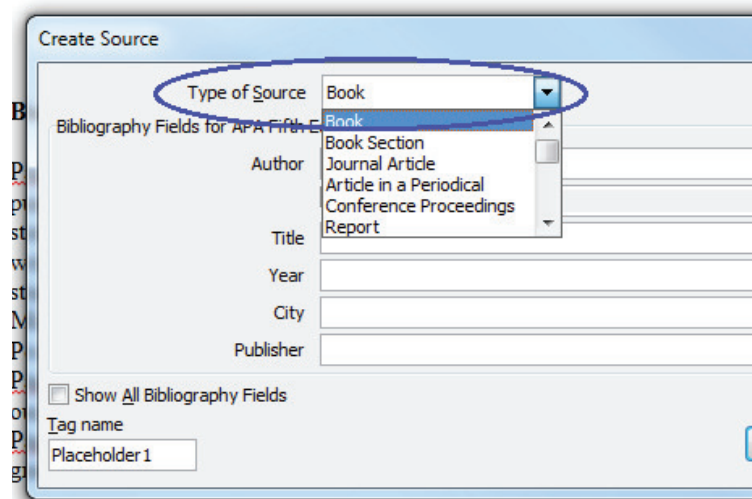 Create Source
Type of Source Book
Book
Bibliography Fields for APA Fifth E
Book Section
Author Journal Article
Article in a Periodical
Conference Proceedings
Title Report
Year
City
Publisher
Show All Bibliography Fields
Tag name
Placeholder1